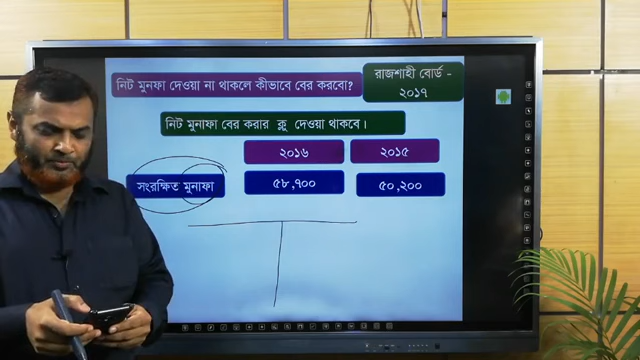 নিট মুনফা দেওয়া না থাকলে কীভাবে বের করবো?
রাজশাহী বোর্ড -
২০১৭
নিট মুনাফা বের করার ক্লু দেওয়া থাকবে।
২০১৬ ২০১৫
সংরক্ষিত মুনাফা ৫৮,৭০০ ৫০,২০০